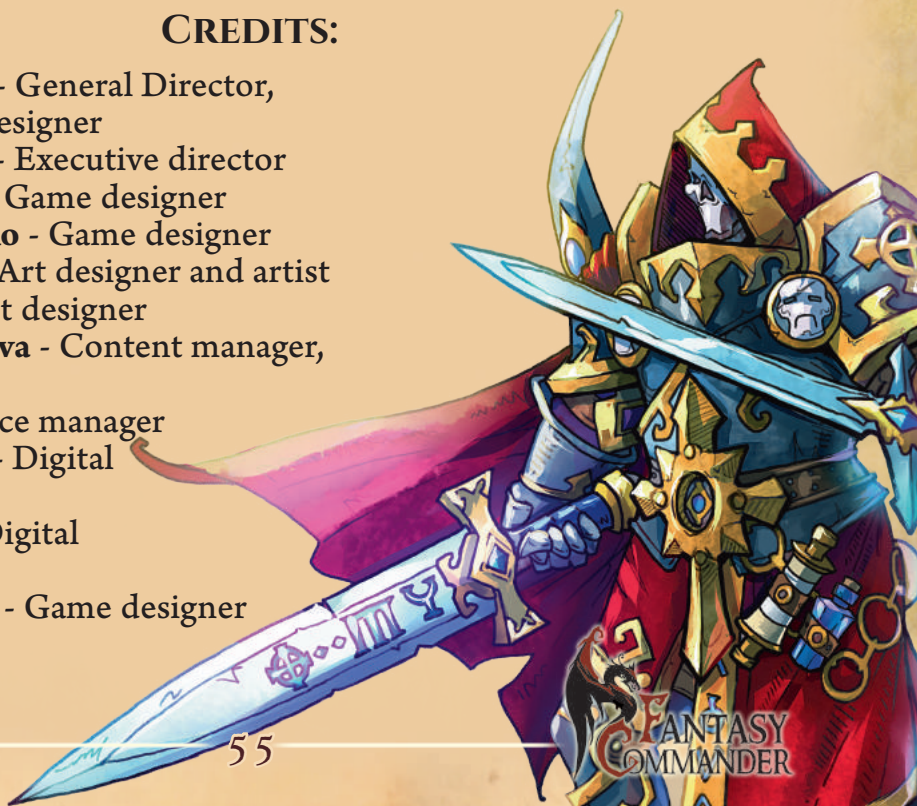 CREDITS:
- General Director,
esigner
- Executive director
Game designer
o - Game designer
Art designer and artist
t designer
va - Content manager,
ce manager
- Digital
igital
- Game designer
55
FANTASY
COMMANDER